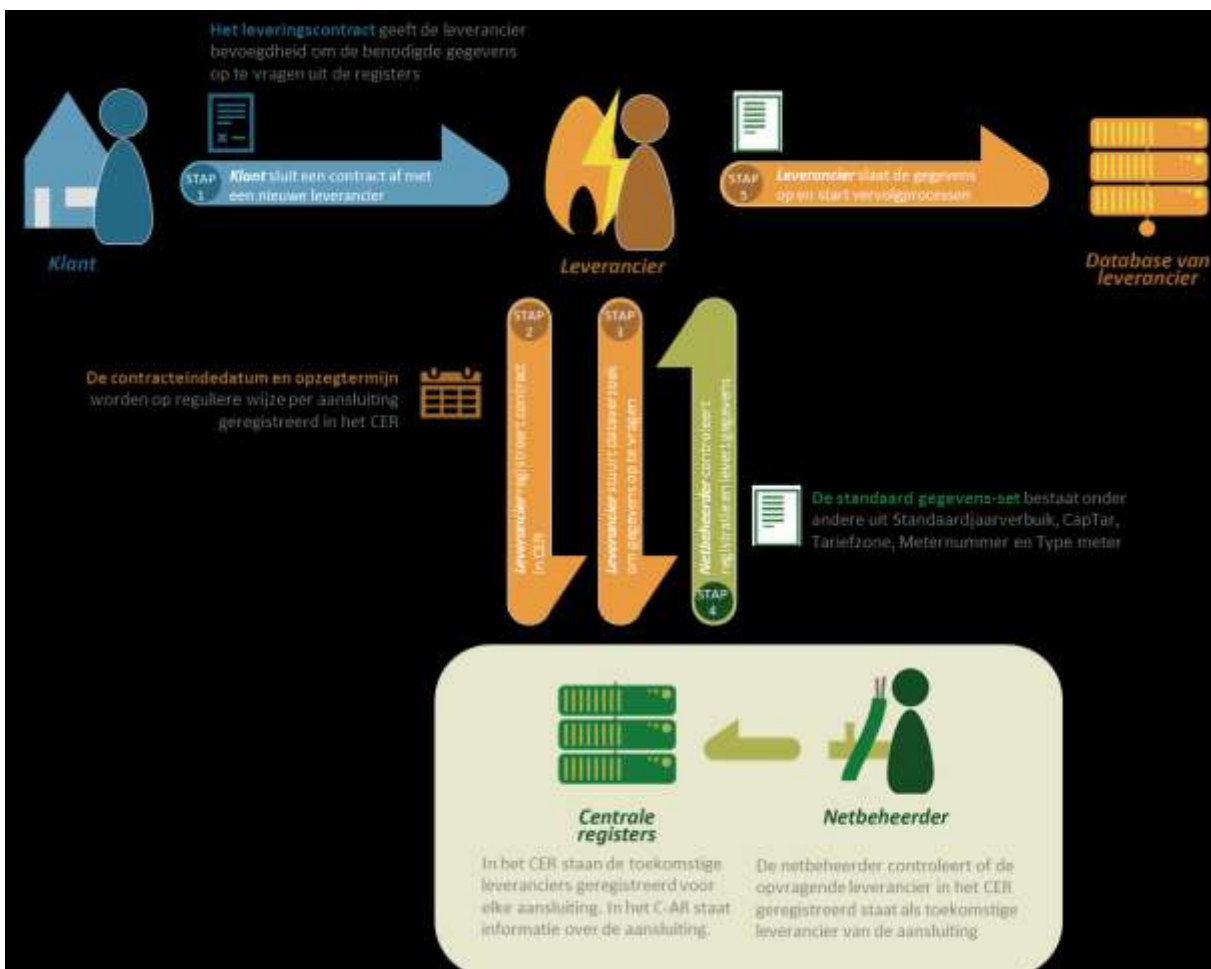 Het leveringscontract geeft de leverancier
bevoegdheid om de benodigde gegevens
op te vragen uit de registers
STAP
1
Klant sluit een contract af met
een nieuwe leverancier
STAP
5
Leverancier slaat de gegevens
op en start vervolgprocessen
Klant
Leverancier
Database van
leverancier
STAP
2
Leverancier registreert contract
in CER
STAP
3
Leverancier stuurt dataverzoek
om gegevens op te vragen
Netbeheerder controleert
registratie en levert gegevens
STAP
4
De contracteindedatum en opzegtermijn
worden op reguliere wijze per aansluiting
geregistreerd in het CER
De standaard gegevens-set bestaat onder
andere uit Standaardjaarverbuik, CapTar,
Tariefzone, Meternummer en Type meter
Centrale
registers
In het CER staan de toekomstige
leveranciers geregistreerd voor
elke aansluiting. In het C-AR staat
informatie over de aansluiting.
Netbeheerder
De netbeheerder controleert of de
opvragende leverancier in het CER
geregistreerd staat als toekomstige
leverancier van de aansluiting